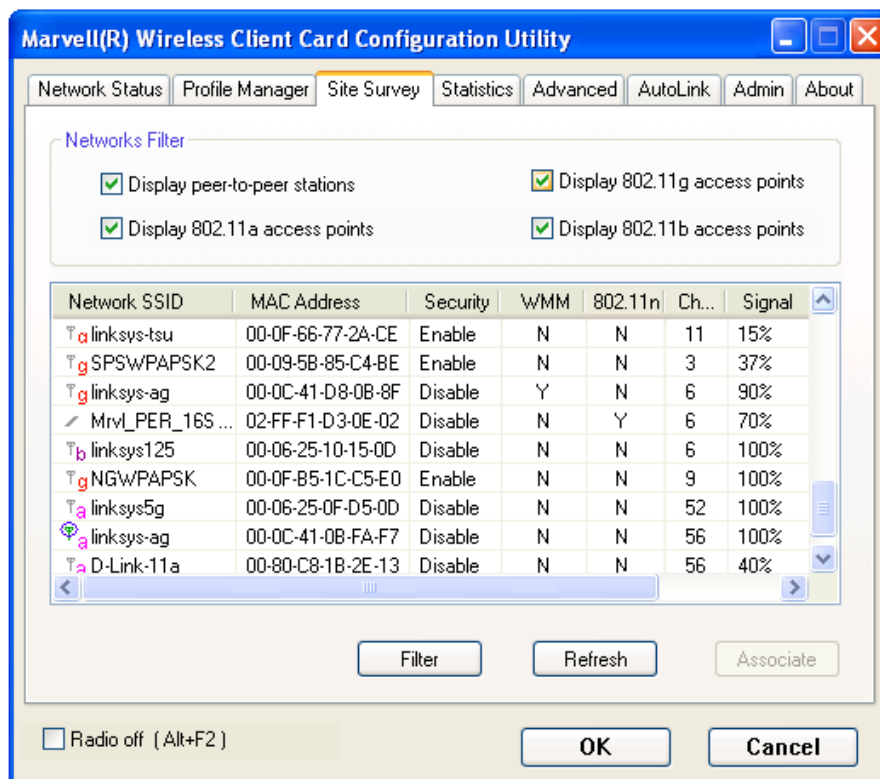 Marvell(R) Wireless Client Card Configuration Utility
Network Status Profile Manager Site Survey Statistics Advanced AutoLink Admin About
Networks Filter
Display peer-to-peer stations Display 802.11g access points
Display 802.11a access points Display 802.11b access points
Network SSID MAC Address Security WMM 802.11n Ch... Signal
g linksys-tsu 00-0F-66-77-2A-CE Enable N N 11 15%
g SPSWPAPSK2 00-09-5B-85-C4-BE Enable N N 3 37%
g linksys-ag 00-0C-41-D8-0B-8F Disable Y N 6 90%
Mrvl_PER_16S ... 02-FF-F1-D3-0E-02 Disable N Y 6 70%
b linksys125 00-06-25-10-15-0D Disable N N 6 100%
g NGWPAPSK 00-0F-B5-1C-C5-E0 Enable N N 9 100%
a linksys5g 00-06-25-0F-D5-0D Disable N N 52 100%
a linksys-ag 00-0C-41-0B-FA-F7 Disable N N 56 100%
a D-Link-11a 00-80-C8-1B-2E-13 Disable N N 56 40%
Filter Refresh Associate
Radio off ( Alt+F2 ) OK Cancel